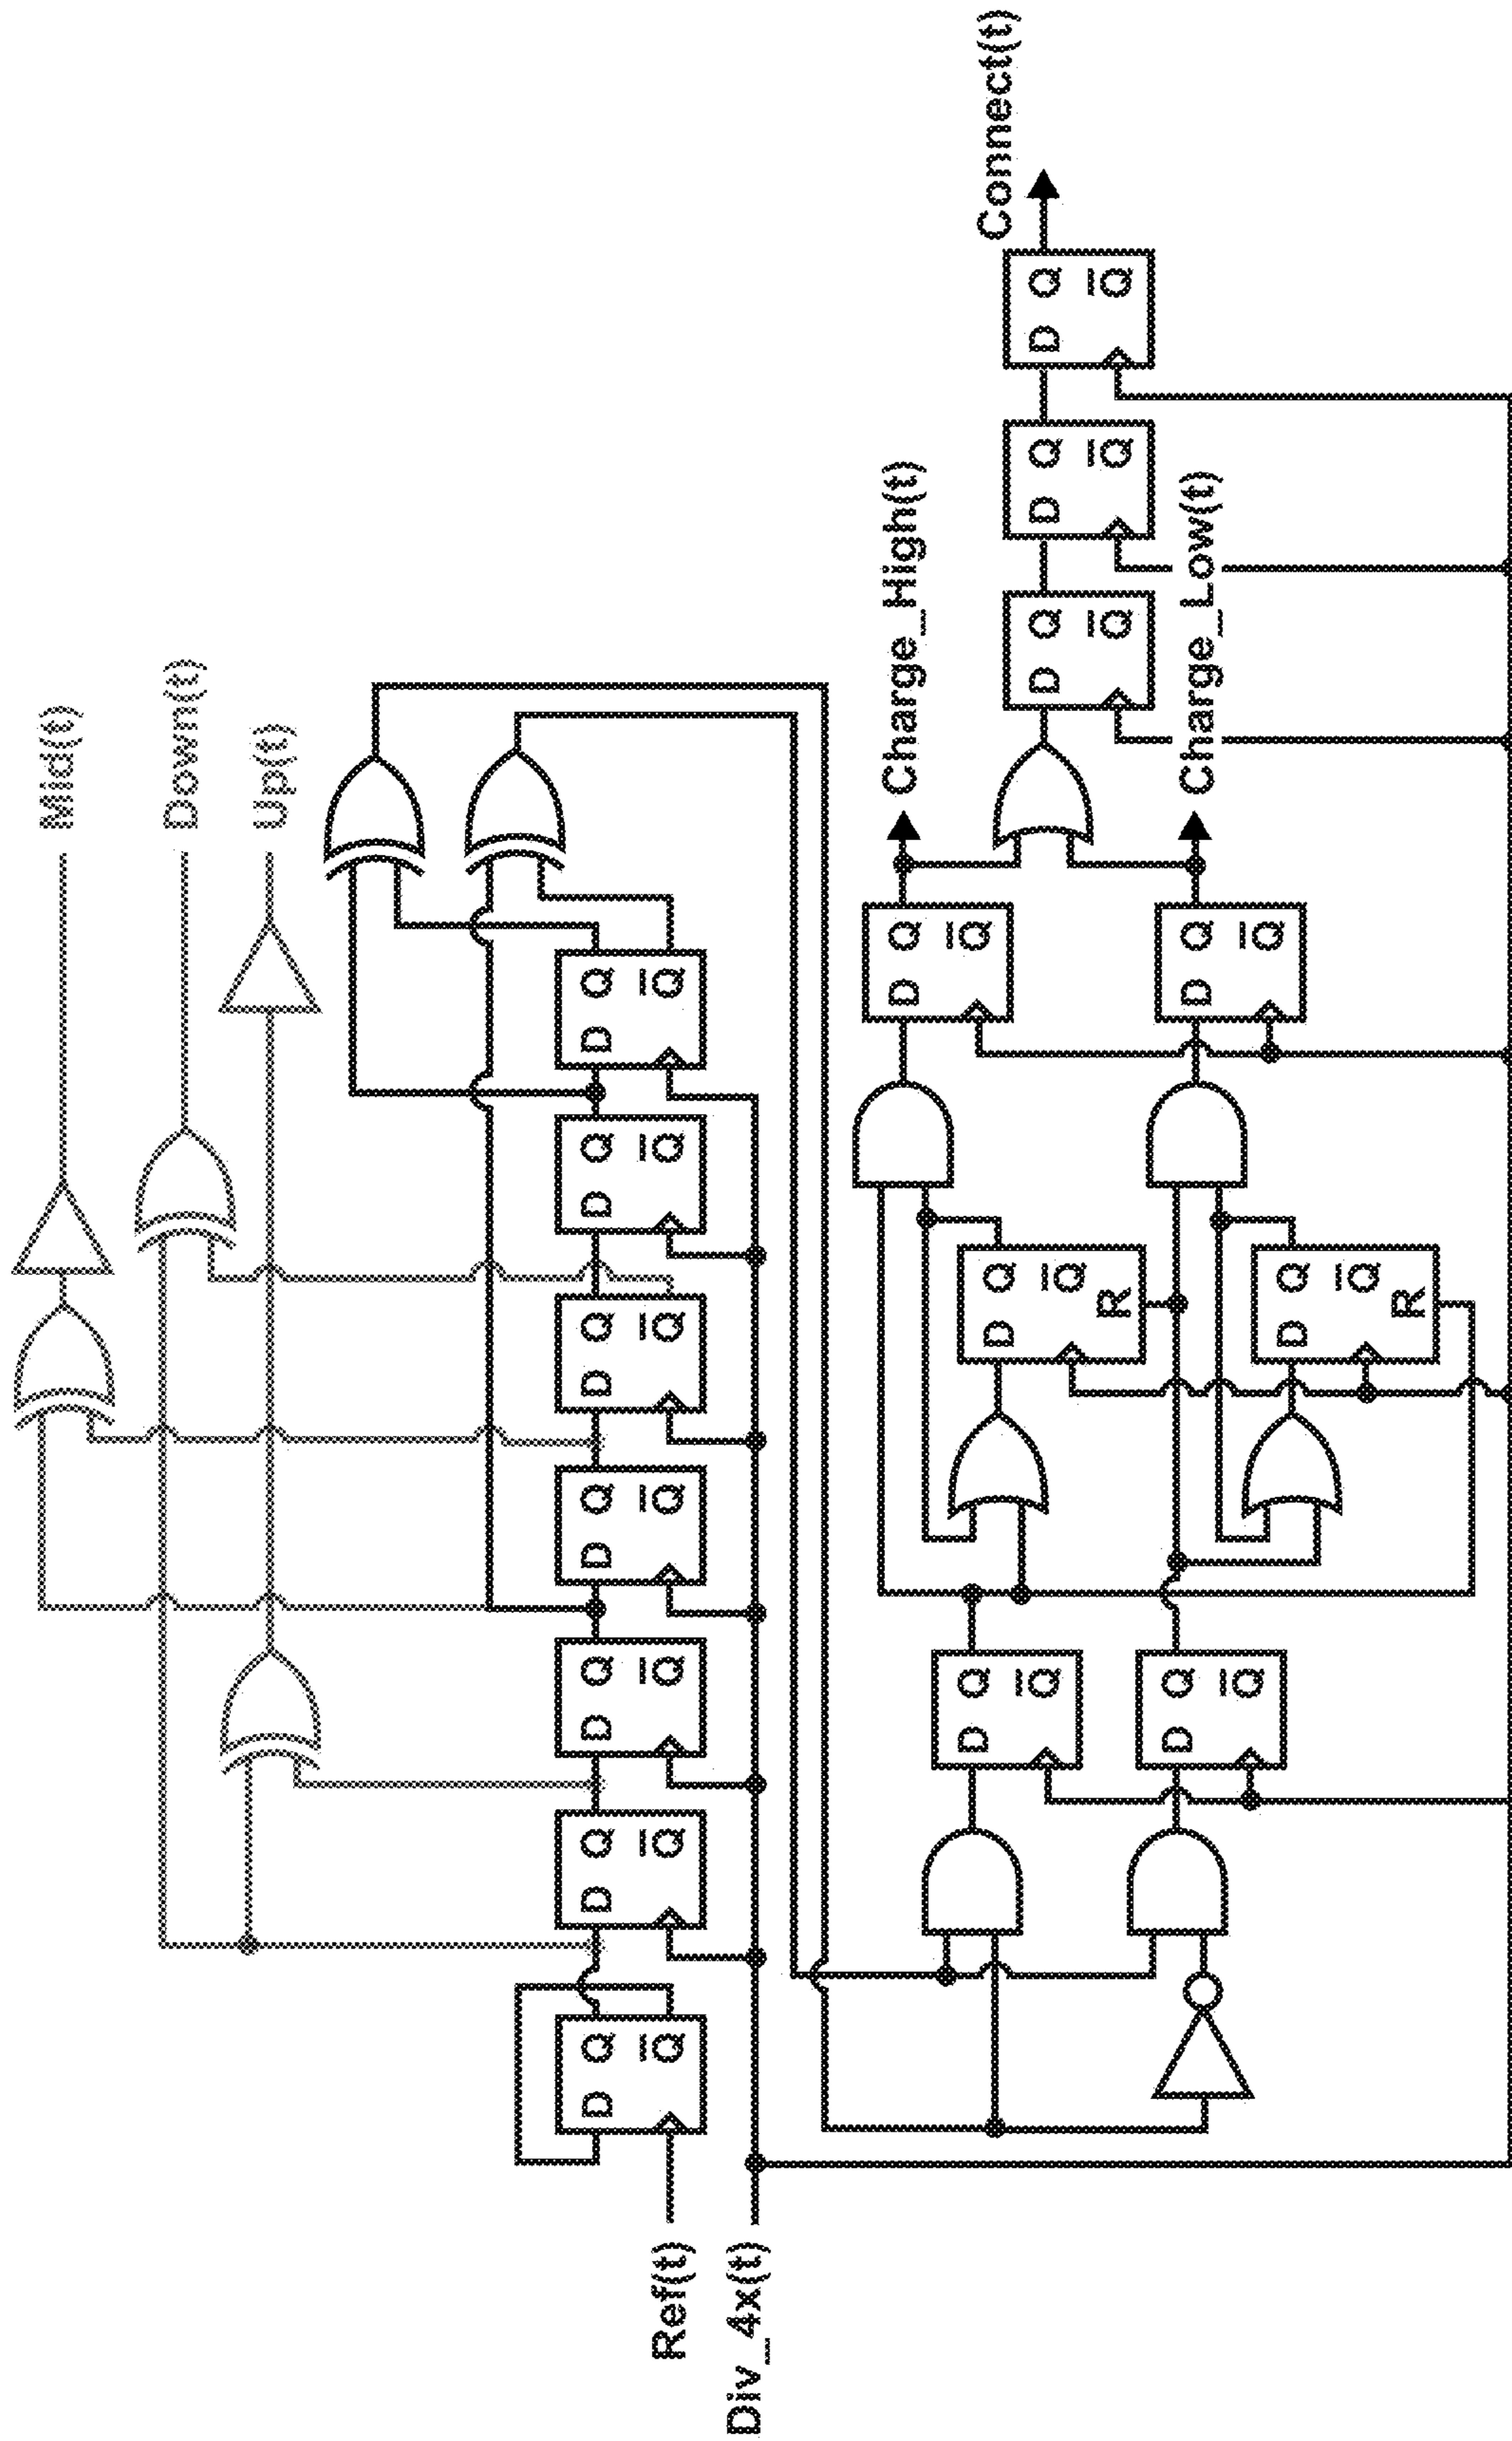 Mid(t)
Down(t)
Up(t)
D Q
Q̅
D Q
Q̅
D Q
Q̅
D Q
Q̅
D Q
Q̅
D Q
Q̅
D Q
Q̅
Ref(t)
Div_4x(t)
D Q
Q̅
D Q
Q̅
D Q
Q̅
R
D Q
Q̅
R
D Q
Q̅
Charge_High(t)
D Q
Q̅
Charge_Low(t)
D Q
Q̅
D Q
Q̅
D Q
Q̅
Connect(t)